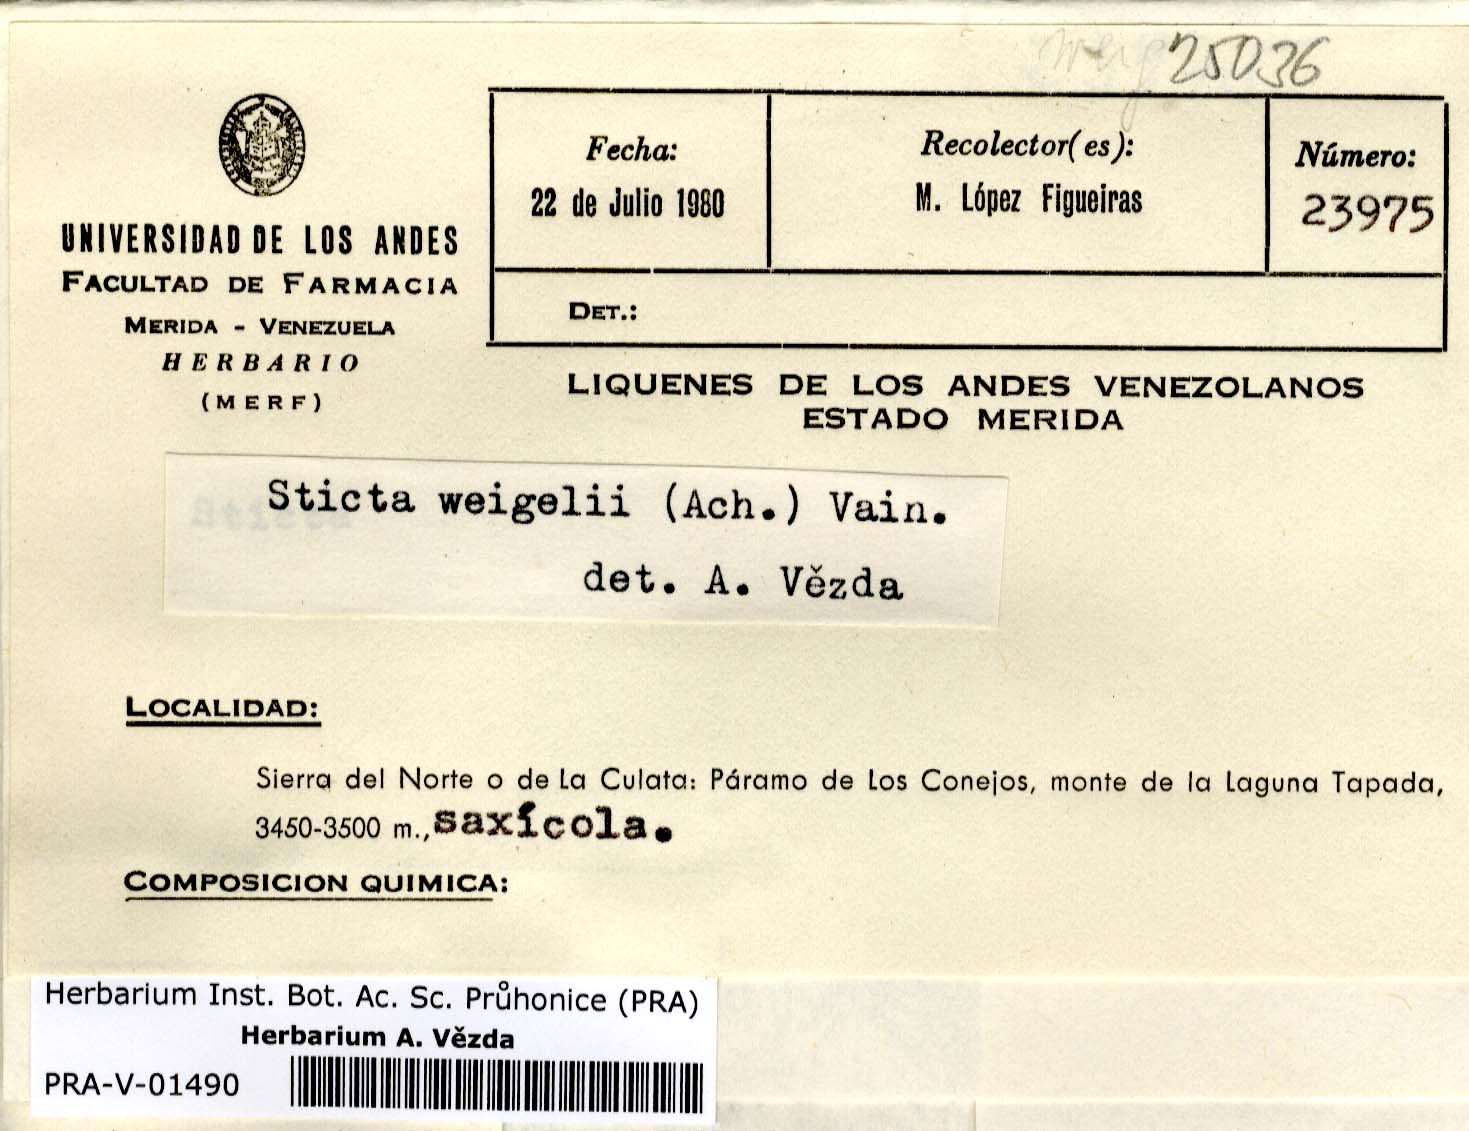 25036
UNIVERSIDAD DE LOS ANDES
FACULTAD DE FARMACIA
MERIDA - VENEZUELA
HERBARIO
(MERF)
Fecha:
22 de Julio 1980
Recolector(es):
M. López Figueiras
Número:
23975
DET.:
LIQUENES DE LOS ANDES VENEZOLANOS
ESTADO MERIDA
Sticta weigelii (Ach.) Vain.
det. A. Vězda
LOCALIDAD:
Sierra del Norte o de La Culata: Páramo de Los Conejos, monte de la Laguna Tapada,
3450-3500 m., saxícola.
COMPOSICION QUIMICA:
Herbarium Inst. Bot. Ac. Sc. Průhonice (PRA)
Herbarium A. Vězda
PRA-V-01490